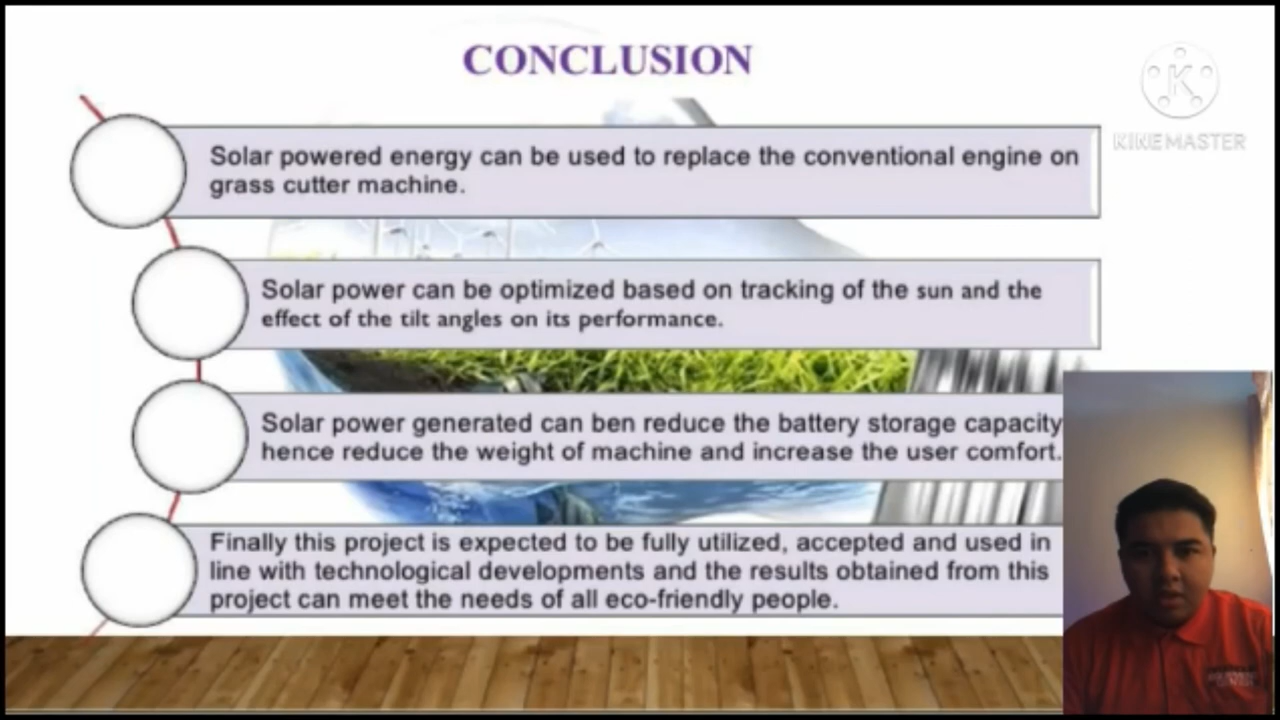 CONCLUSION
K
KINEMASTER
Solar powered energy can be used to replace the conventional engine on
grass cutter machine.
Solar power can be optimized based on tracking of the sun and the
effect of the tilt angles on its performance.
Solar power generated can ben reduce the battery storage capacity
hence reduce the weight of machine and increase the user comfort.
Finally this project is expected to be fully utilized, accepted and used in
line with technological developments and the results obtained from this
project can meet the needs of all eco-friendly people.